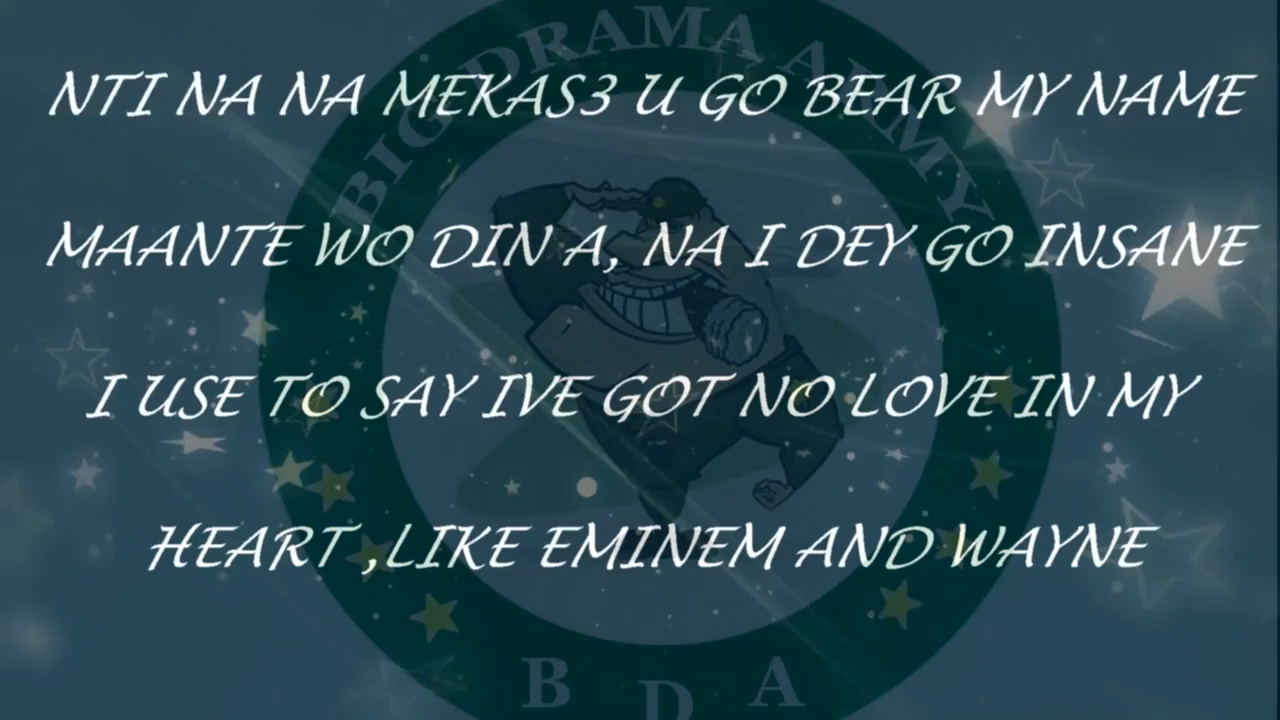 BIG DRAMA ARMY
NTI NA NA MEKAS3 U GO BEAR MY NAME
MAANTE WO DIN A, NA I DEY GO INSANE
I USE TO SAY IVE GOT NO LOVE IN MY
HEART ,LIKE EMINEM AND WAYNE
B D A